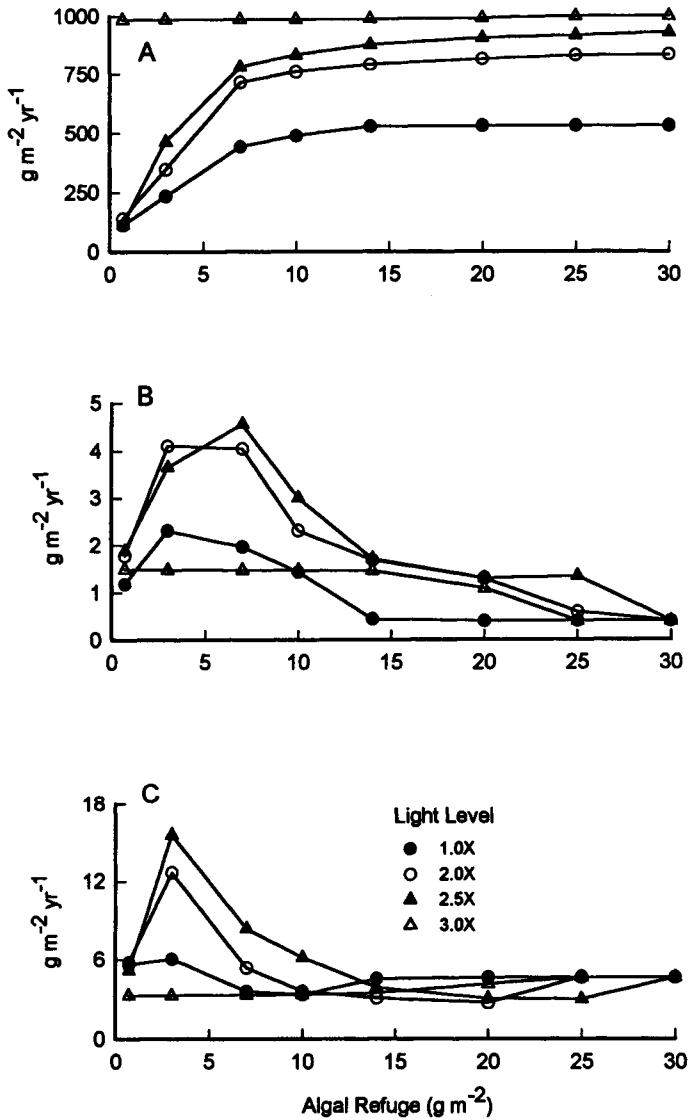 A
1000
750
500
250
0
g m⁻² yr⁻¹
0 5 10 15 20 25 30
B
5
4
3
2
1
0
g m⁻² yr⁻¹
0 5 10 15 20 25 30
C
18
12
6
0
g m⁻² yr⁻¹
Light Level
1.0X
2.0X
2.5X
3.0X
0 5 10 15 20 25 30
Algal Refuge (g m⁻²)